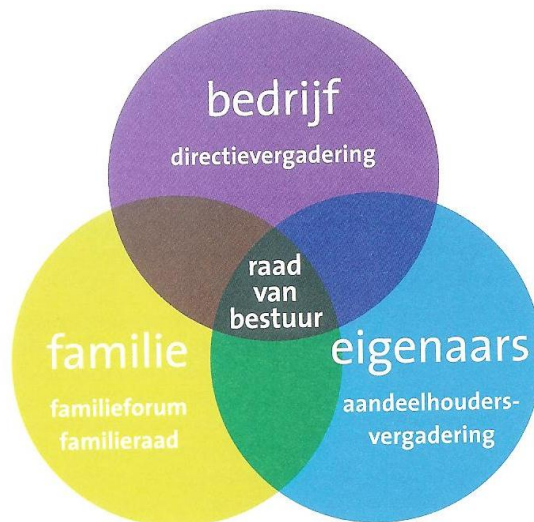 bedrijf
directievergadering
raad
van
bestuur
familie
familieforum
familieraad
eigenaars
aandeelhouders-
vergadering